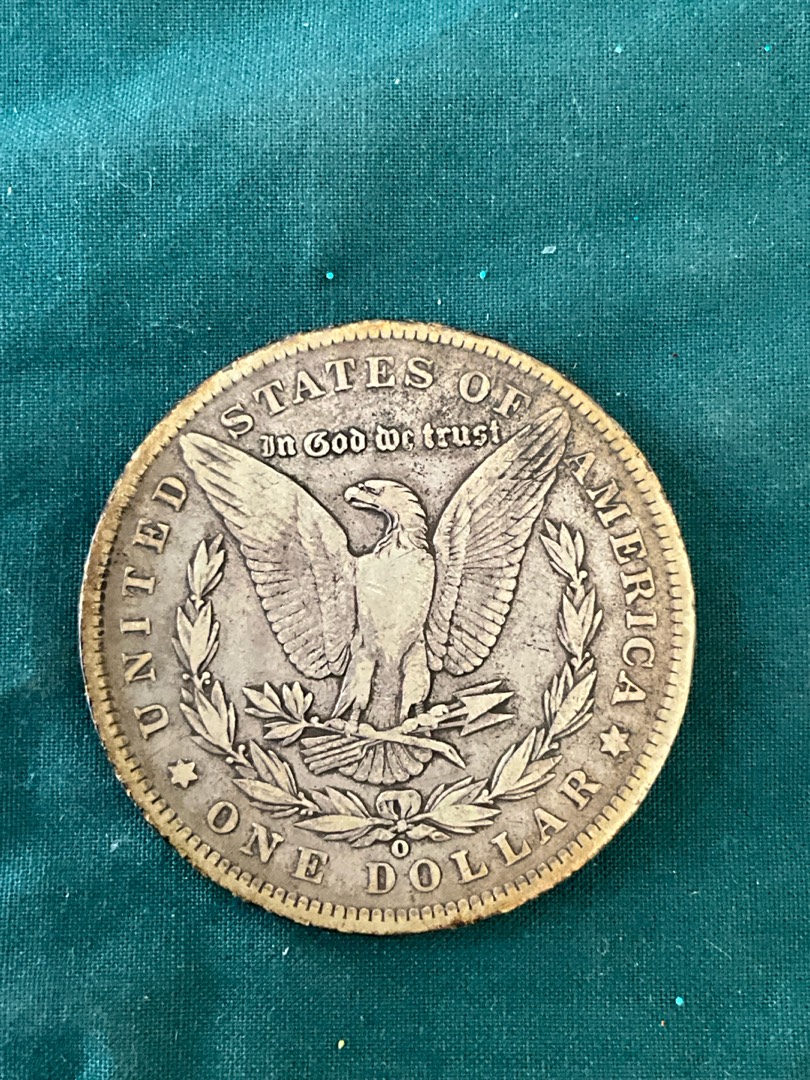 UNITED STATES OF AMERICA
In God we trust
O
ONE DOLLAR